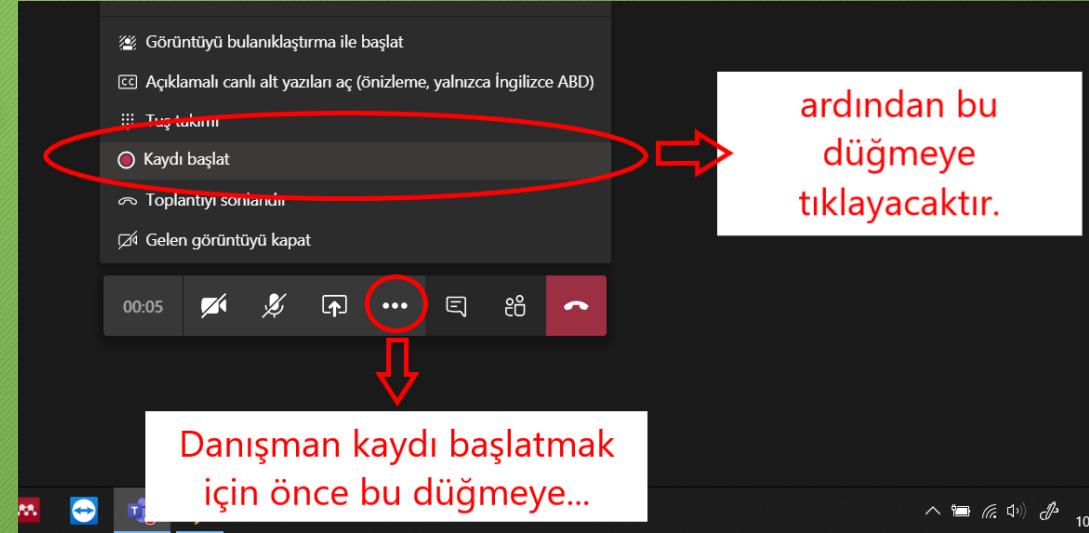 Görüntüyü bulanıklaştırma ile başlat
Açıklamalı canlı alt yazıları aç (önizleme, yalnızca İngilizce ABD)
Tuş takımı
Kaydı başlat
Toplantıyı sonlandır
Gelen görüntüyü kapat
ardından bu
düğmeye
tıklayacaktır.
00:05
Danışman kaydı başlatmak
için önce bu düğmeye...
10